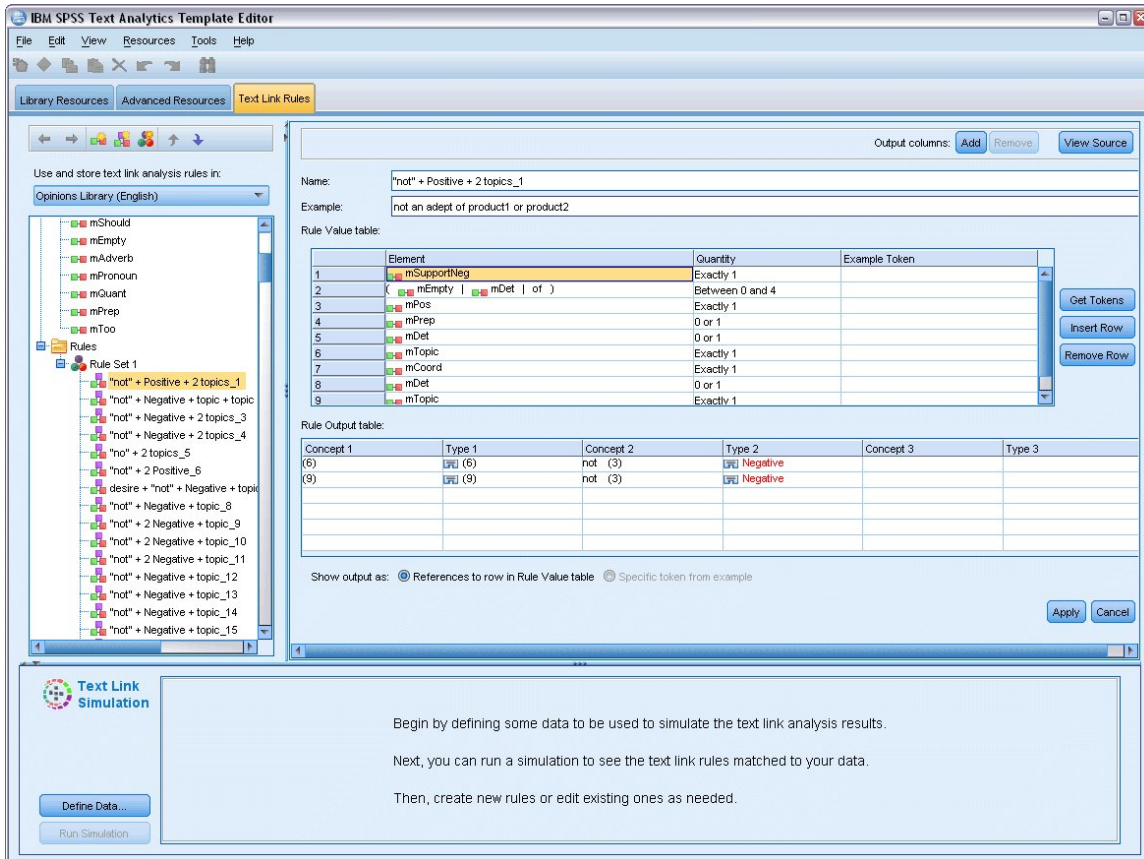 IBM SPSS Text Analytics Template Editor
File Edit View Resources Tools Help
Library Resources Advanced Resources Text Link Rules
Output columns: Add Remove View Source
Use and store text link analysis rules in:
Opinions Library (English)
mShould
mEmpty
mAdverb
mPronoun
mQuant
mPrep
mToo
Rules
Rule Set 1
"not" + Positive + 2 topics_1
"not" + Negative + topic + topic
"not" + Negative + 2 topics_3
"not" + Negative + 2 topics_4
"no" + 2 topics_5
"not" + 2 Positive_6
desire + "not" + Negative + topic
"not" + Negative + topic_8
"not" + 2 Negative + topic_9
"not" + 2 Negative + topic_10
"not" + 2 Negative + topic_11
"not" + Negative + topic_12
"not" + Negative + topic_13
"not" + Negative + topic_14
"not" + Negative + topic_15
Name: "not" + Positive + 2 topics_1
Example: not an adept of product1 or product2
Rule Value table:
Element Quantity Example Token
1 mSupportNeg Exactly 1
2 ( mEmpty | mDet | of ) Between 0 and 4
3 mPos Exactly 1
4 mPrep 0 or 1
5 mDet 0 or 1
6 mTopic Exactly 1
7 mCoord Exactly 1
8 mDet 0 or 1
9 mTopic Exactly 1
Get Tokens
Insert Row
Remove Row
Rule Output table:
Concept 1 Type 1 Concept 2 Type 2 Concept 3 Type 3
(6) (6) not (3) Negative
(9) (9) not (3) Negative
Show output as: References to row in Rule Value table Specific token from example
Apply Cancel
Text Link
Simulation
Begin by defining some data to be used to simulate the text link analysis results.
Next, you can run a simulation to see the text link rules matched to your data.
Then, create new rules or edit existing ones as needed.
Define Data...
Run Simulation